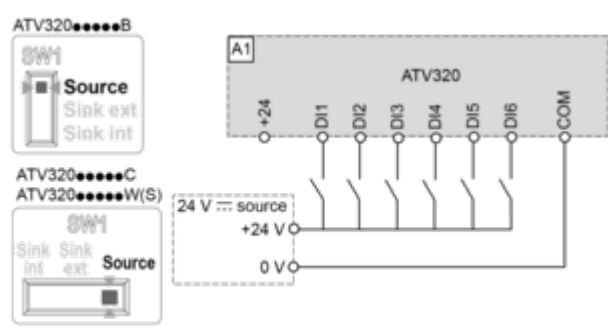 ATV320●●●●●B
SW1
Source
Sink ext
Sink int
ATV320●●●●●C
ATV320●●●●●W(S)
SW1
Sink int
Sink ext
Source
A1
ATV320
+24
DI1
DI2
DI3
DI4
DI5
DI6
COM
24 V ⎓ source
+24 V
0 V